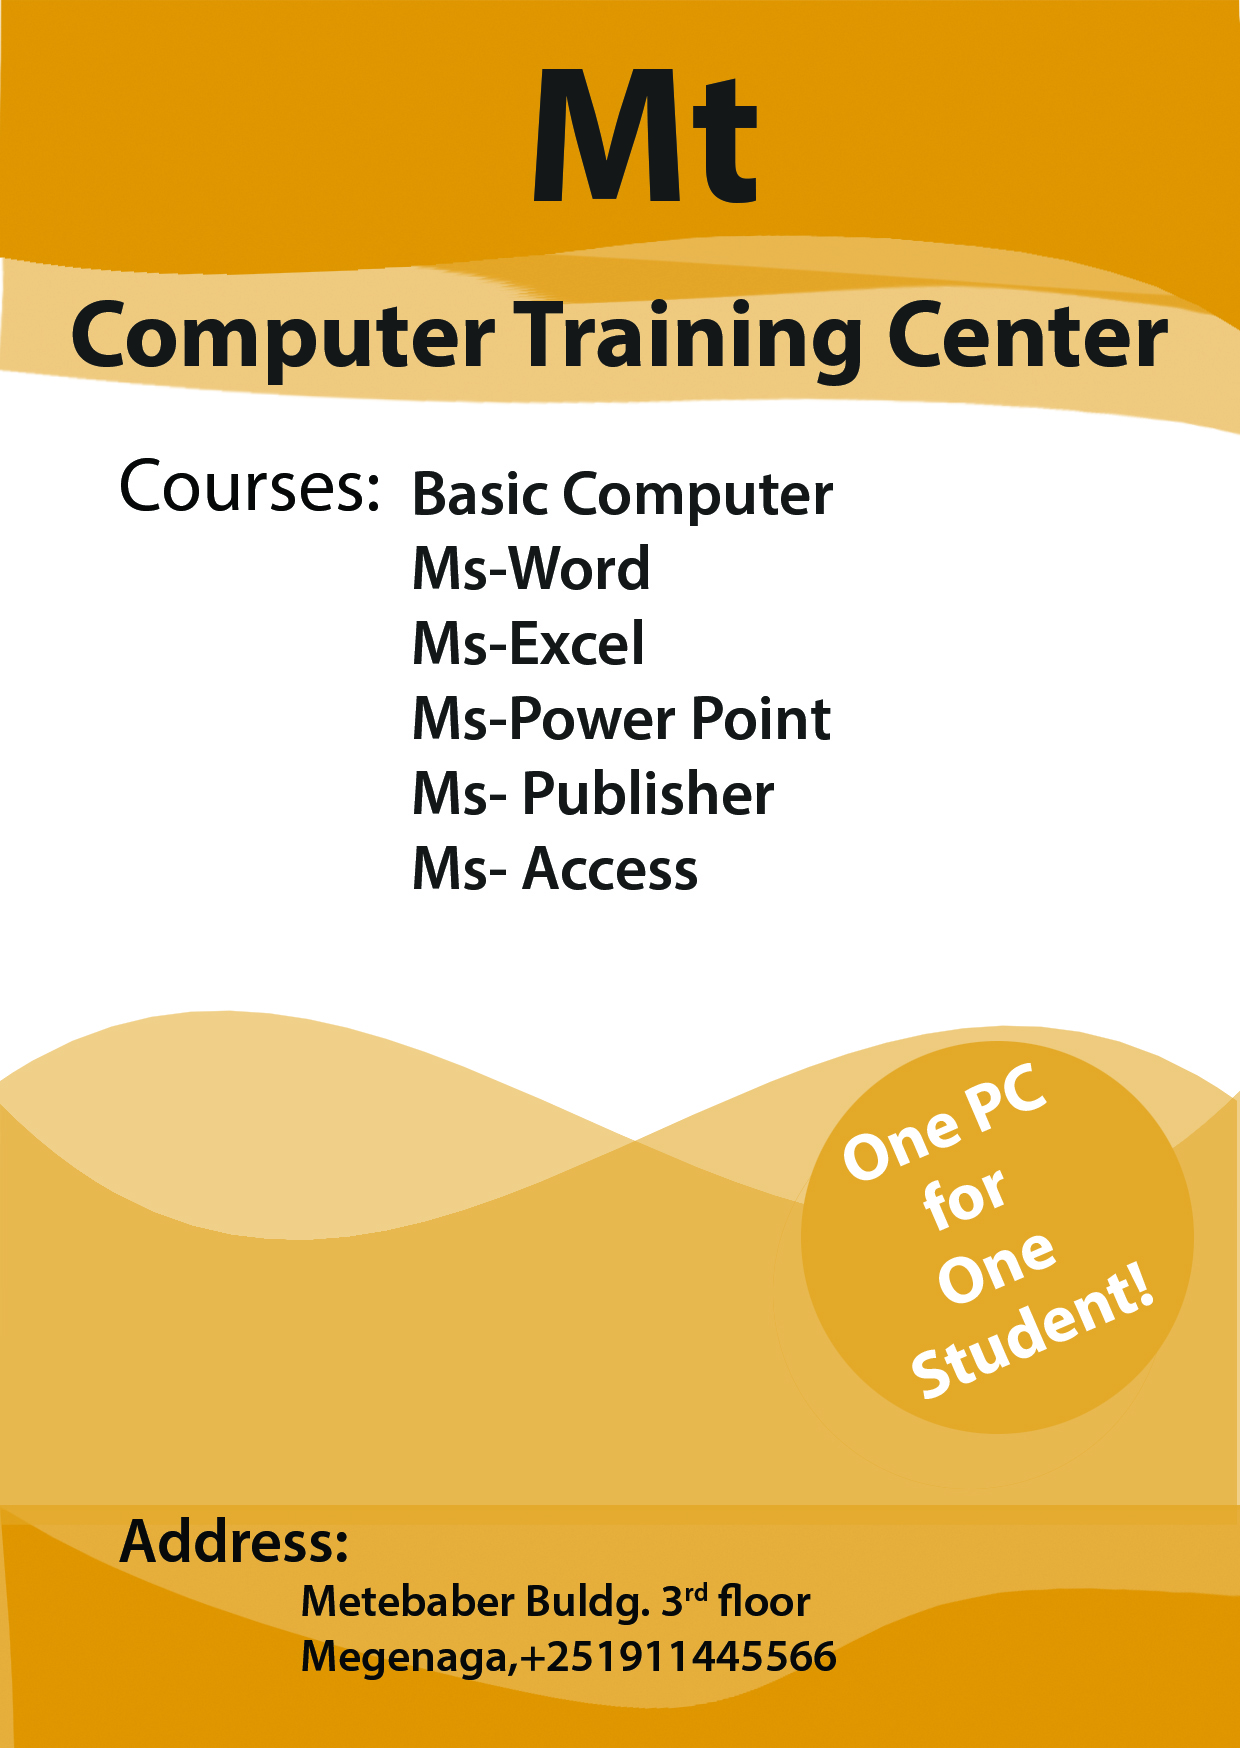 Mt
Computer Training Center
Courses: Basic Computer
Ms-Word
Ms-Excel
Ms-Power Point
Ms- Publisher
Ms- Access
One PC
for
One
Student!
Address:
Metebaber Buldg. 3rd floor
Megenaga,+251911445566